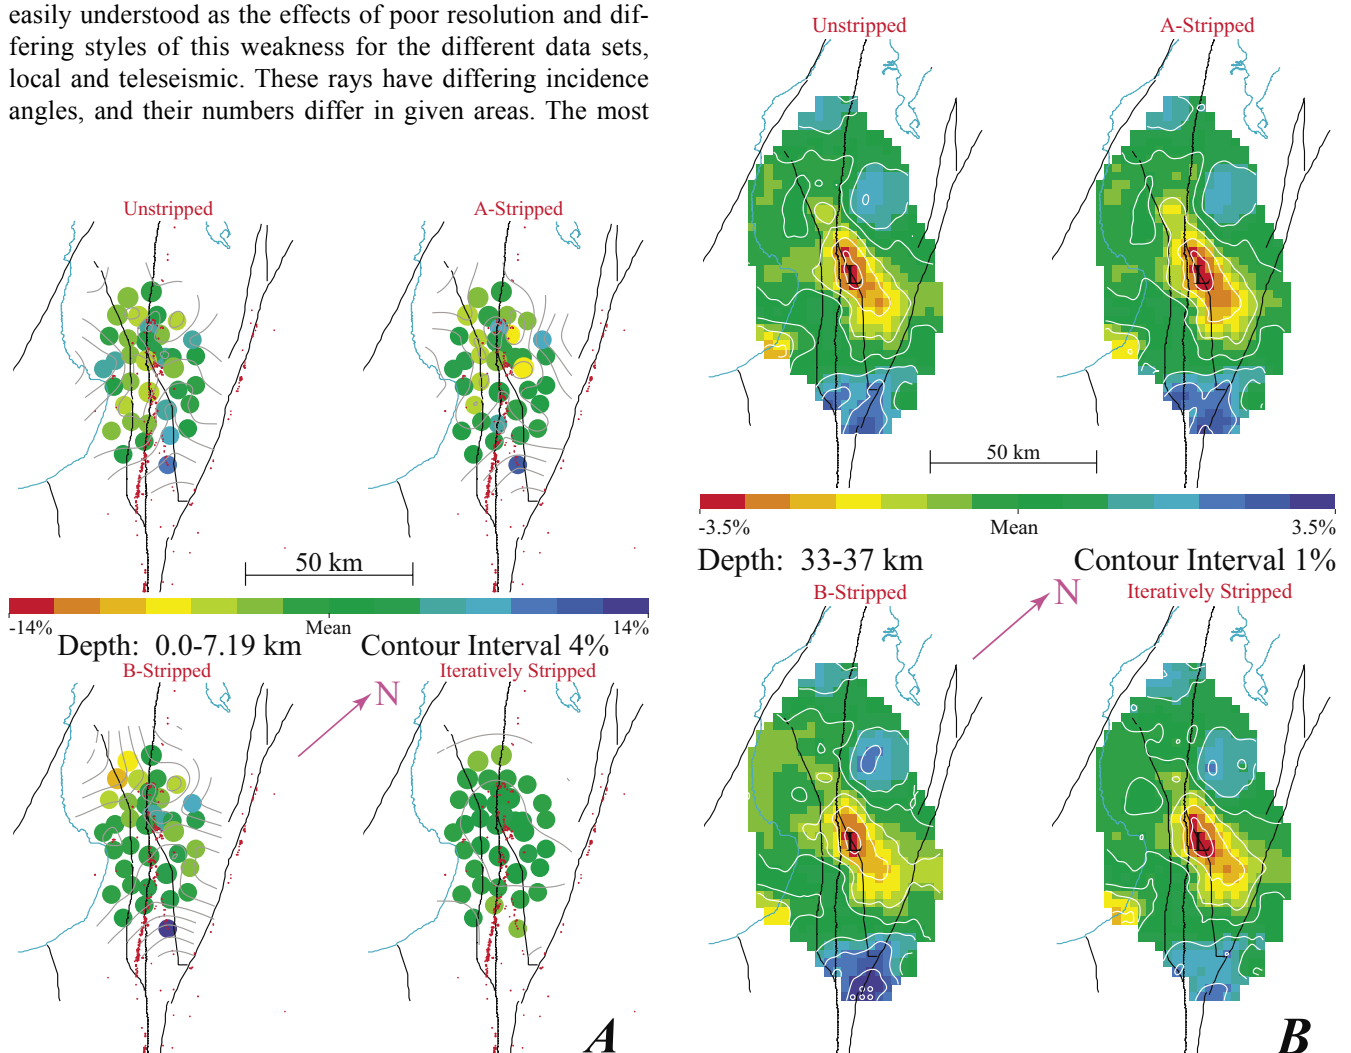 easily understood as the effects of poor resolution and dif-
fering styles of this weakness for the different data sets,
local and teleseismic. These rays have differing incidence
angles, and their numbers differ in given areas. The most
Unstripped
A-Stripped
50 km
-14%
Mean
14%
Depth: 0.0-7.19 km
Contour Interval 4%
B-Stripped
Iteratively Stripped
N
A
Unstripped
A-Stripped
L
L
50 km
-3.5%
Mean
3.5%
Depth: 33-37 km
Contour Interval 1%
B-Stripped
N
Iteratively Stripped
L
L
B